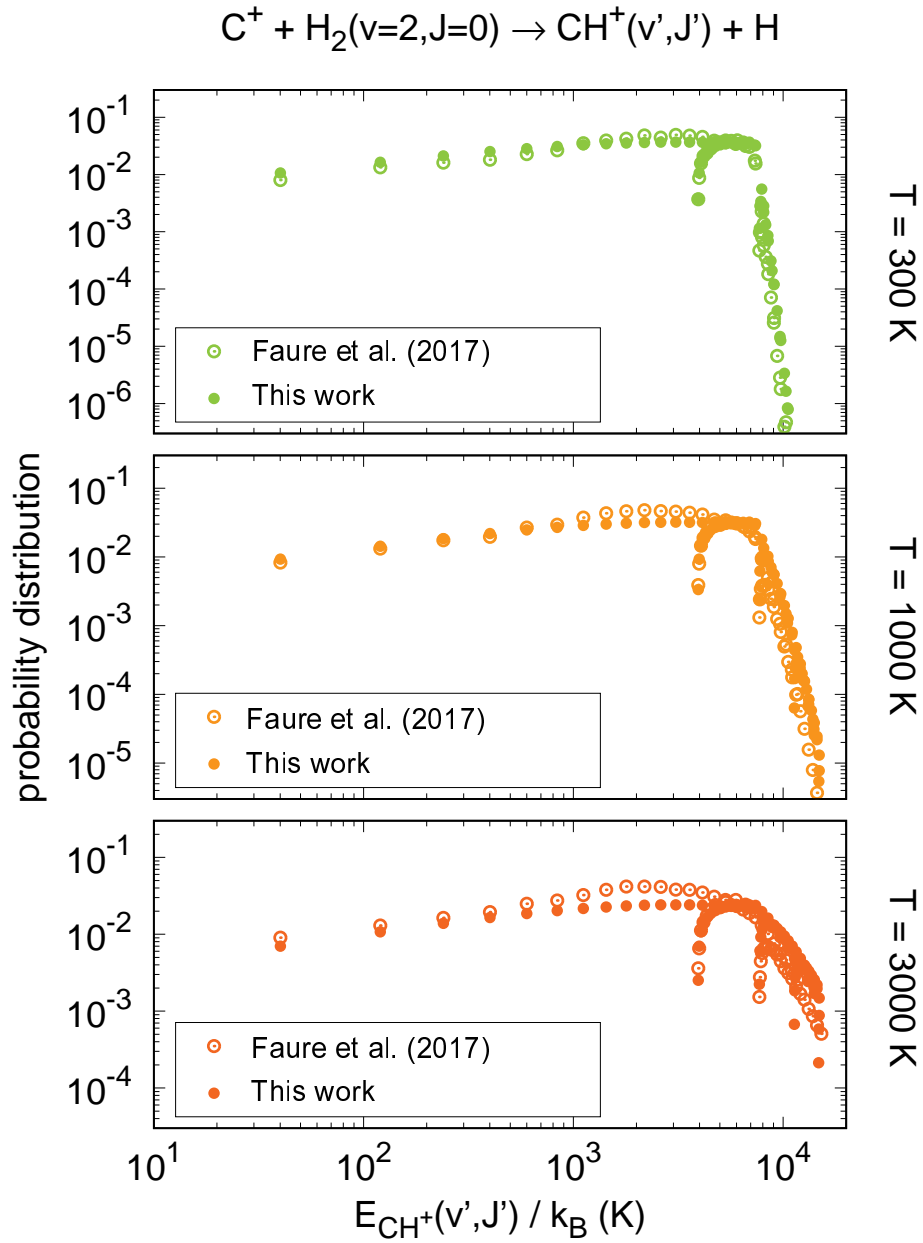 C⁺ + H₂(v=2,J=0) → CH⁺(v',J') + H
10⁻¹
10⁻²
10⁻³
10⁻⁴
10⁻⁵
10⁻⁶
Faure et al. (2017)
This work
T = 300 K
probability distribution
10⁻¹
10⁻²
10⁻³
10⁻⁴
10⁻⁵
Faure et al. (2017)
This work
T = 1000 K
10⁻¹
10⁻²
10⁻³
10⁻⁴
Faure et al. (2017)
This work
T = 3000 K
10¹ 10² 10³ 10⁴
E_CH⁺(v',J') / k_B (K)